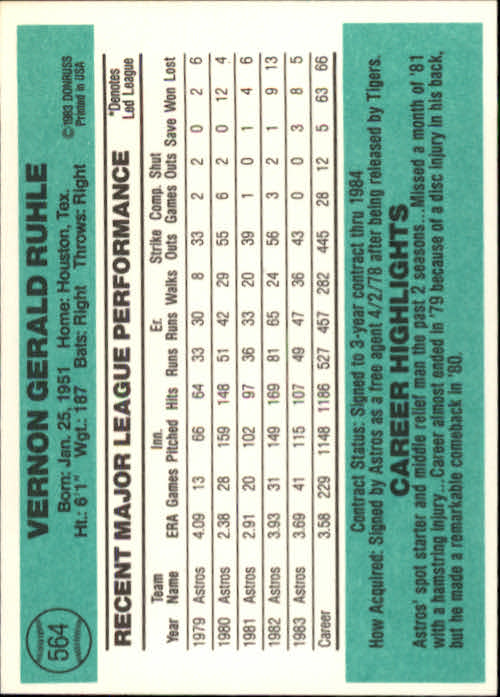 564
VERNON GERALD RUHLE
Born: Jan. 25, 1951 Home: Houston, Tex.
Ht.: 6'1" Wgt.: 187 Bats: Right Throws: Right
©1983 DONRUSS
Printed in USA
RECENT MAJOR LEAGUE PERFORMANCE
*Denotes
Led League
Team Inn. Er. Strike Comp. Shut
Year Name ERA Games Pitched Hits Runs Runs Walks Outs Games Outs Save Won Lost
1979 Astros 4.09 13 66 64 33 30 8 33 2 2 0 2 6
1980 Astros 2.38 28 159 148 51 42 29 55 6 2 0 12 4
1981 Astros 2.91 20 102 97 36 33 20 39 1 0 1 4 6
1982 Astros 3.93 31 149 169 81 65 24 56 3 2 1 9 13
1983 Astros 3.69 41 115 107 49 47 36 43 0 0 3 8 5
Career 3.58 229 1148 1186 527 457 282 445 28 12 5 63 66
Contract Status: Signed to 3-year contract thru 1984
How Acquired: Signed by Astros as a free agent 4/2/78 after being released by Tigers.
CAREER HIGHLIGHTS
Astros' spot starter and middle relief man the past 2 seasons...Missed a month of '81
with a hamstring injury...Career almost ended in '79 because of a disc injury in his back,
but he made a remarkable comeback in '80.